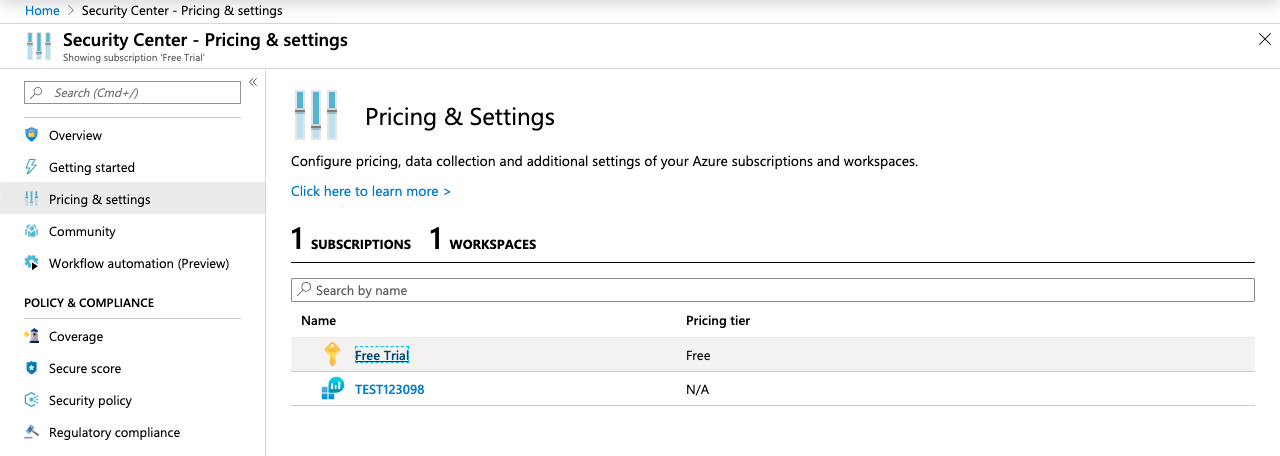 Home > Security Center - Pricing & settings
Security Center - Pricing & settings
Showing subscription 'Free Trial'
Search (Cmd+/)
«
Overview
Getting started
Pricing & settings
Community
Workflow automation (Preview)
POLICY & COMPLIANCE
Coverage
Secure score
Security policy
Regulatory compliance
Pricing & Settings
Configure pricing, data collection and additional settings of your Azure subscriptions and workspaces.
Click here to learn more >
1 SUBSCRIPTIONS 1 WORKSPACES
Search by name
Name Pricing tier
Free Trial Free
TEST123098 N/A